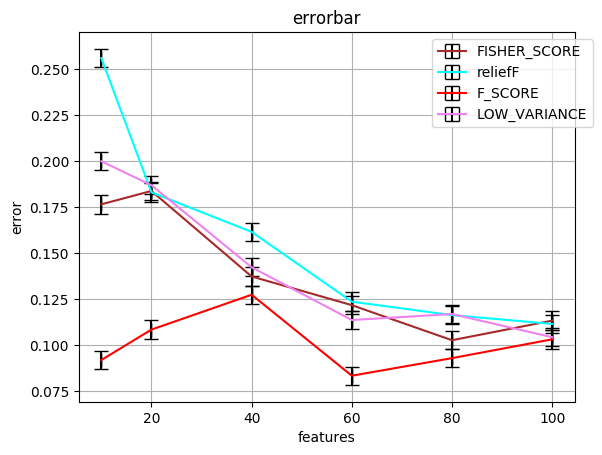 errorbar
FISHER_SCORE
reliefF
F_SCORE
LOW_VARIANCE
error
0.250
0.225
0.200
0.175
0.150
0.125
0.100
0.075
20 40 60 80 100
features